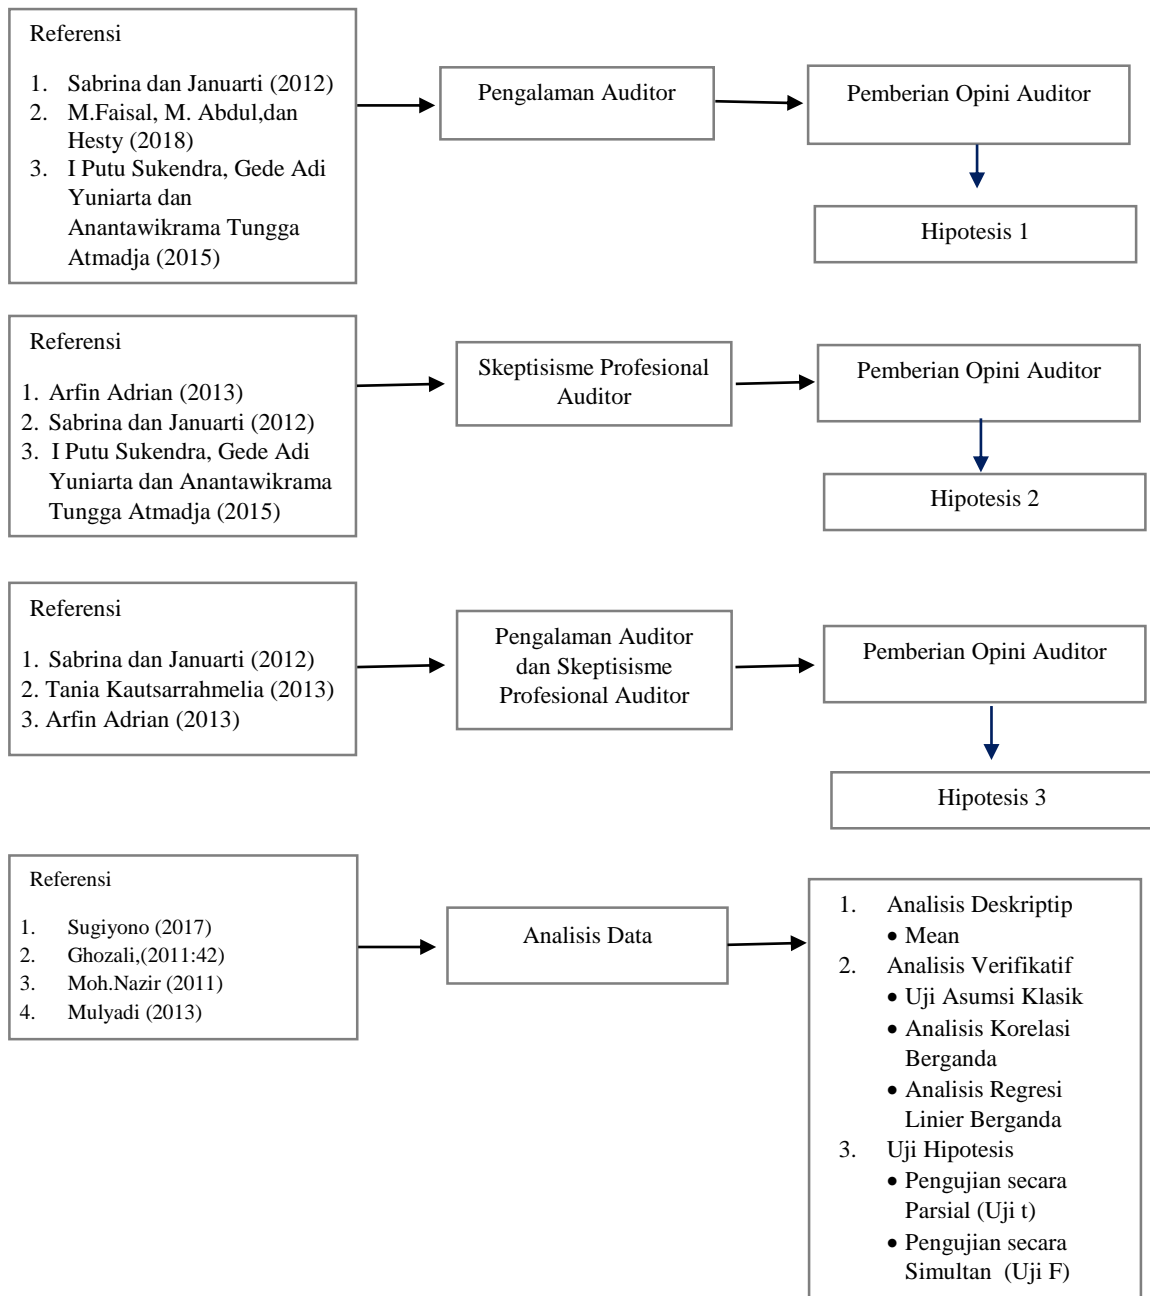 Referensi
1. Sabrina dan Januarti (2012)
2. M.Faisal, M. Abdul,dan
Hesty (2018)
3. I Putu Sukendra, Gede Adi
Yuniarta dan
Anantawikrama Tungga
Atmadja (2015)
Pengalaman Auditor
Pemberian Opini Auditor
Hipotesis 1
Referensi
1. Arfin Adrian (2013)
2. Sabrina dan Januarti (2012)
3. I Putu Sukendra, Gede Adi
Yuniarta dan Anantawikrama
Tungga Atmadja (2015)
Skeptisisme Profesional
Auditor
Pemberian Opini Auditor
Hipotesis 2
Referensi
1. Sabrina dan Januarti (2012)
2. Tania Kautsarrahmelia (2013)
3. Arfin Adrian (2013)
Pengalaman Auditor
dan Skeptisisme
Profesional Auditor
Pemberian Opini Auditor
Hipotesis 3
Referensi
1. Sugiyono (2017)
2. Ghozali,(2011:42)
3. Moh.Nazir (2011)
4. Mulyadi (2013)
Analisis Data
1. Analisis Deskriptip
• Mean
2. Analisis Verifikatif
• Uji Asumsi Klasik
• Analisis Korelasi
Berganda
• Analisis Regresi
Linier Berganda
3. Uji Hipotesis
• Pengujian secara
Parsial (Uji t)
• Pengujian secara
Simultan (Uji F)